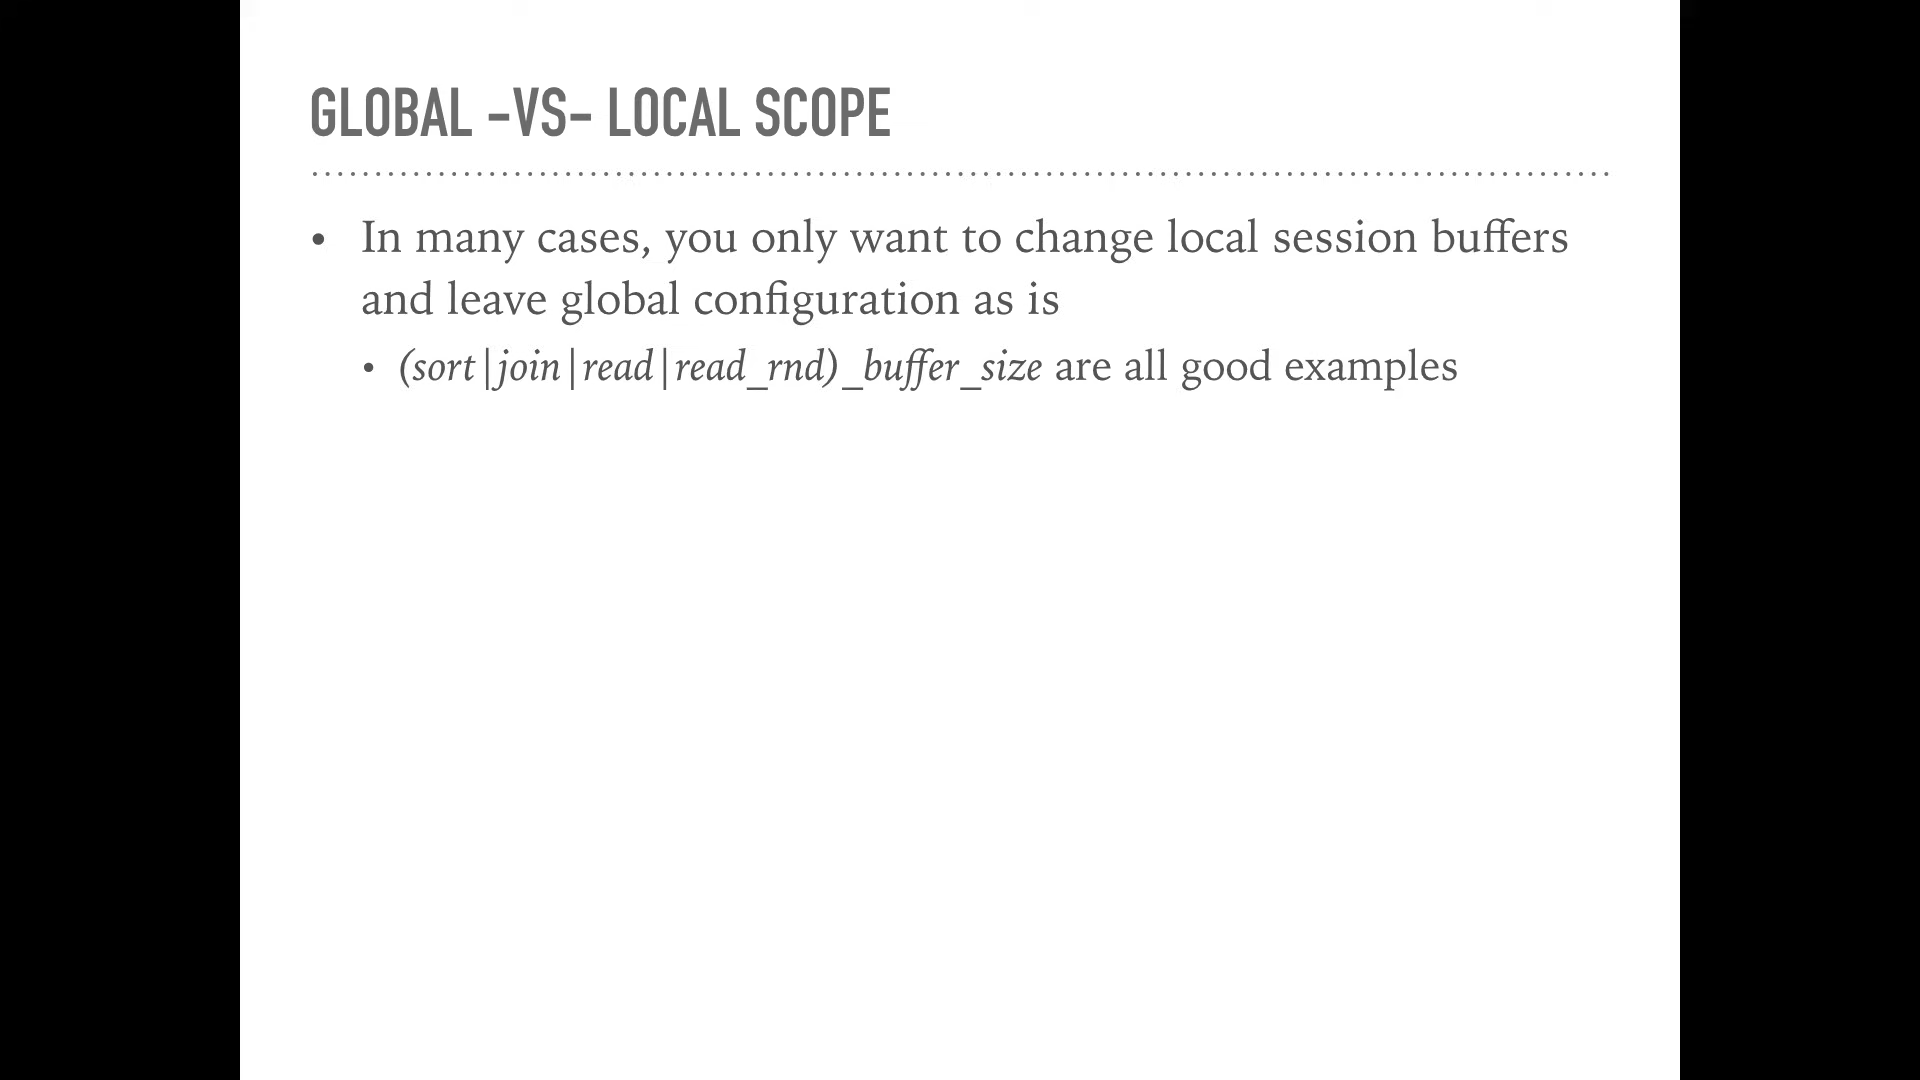 GLOBAL -VS- LOCAL SCOPE
• In many cases, you only want to change local session buffers
and leave global configuration as is
• (sort|join|read|read_rnd)_buffer_size are all good examples